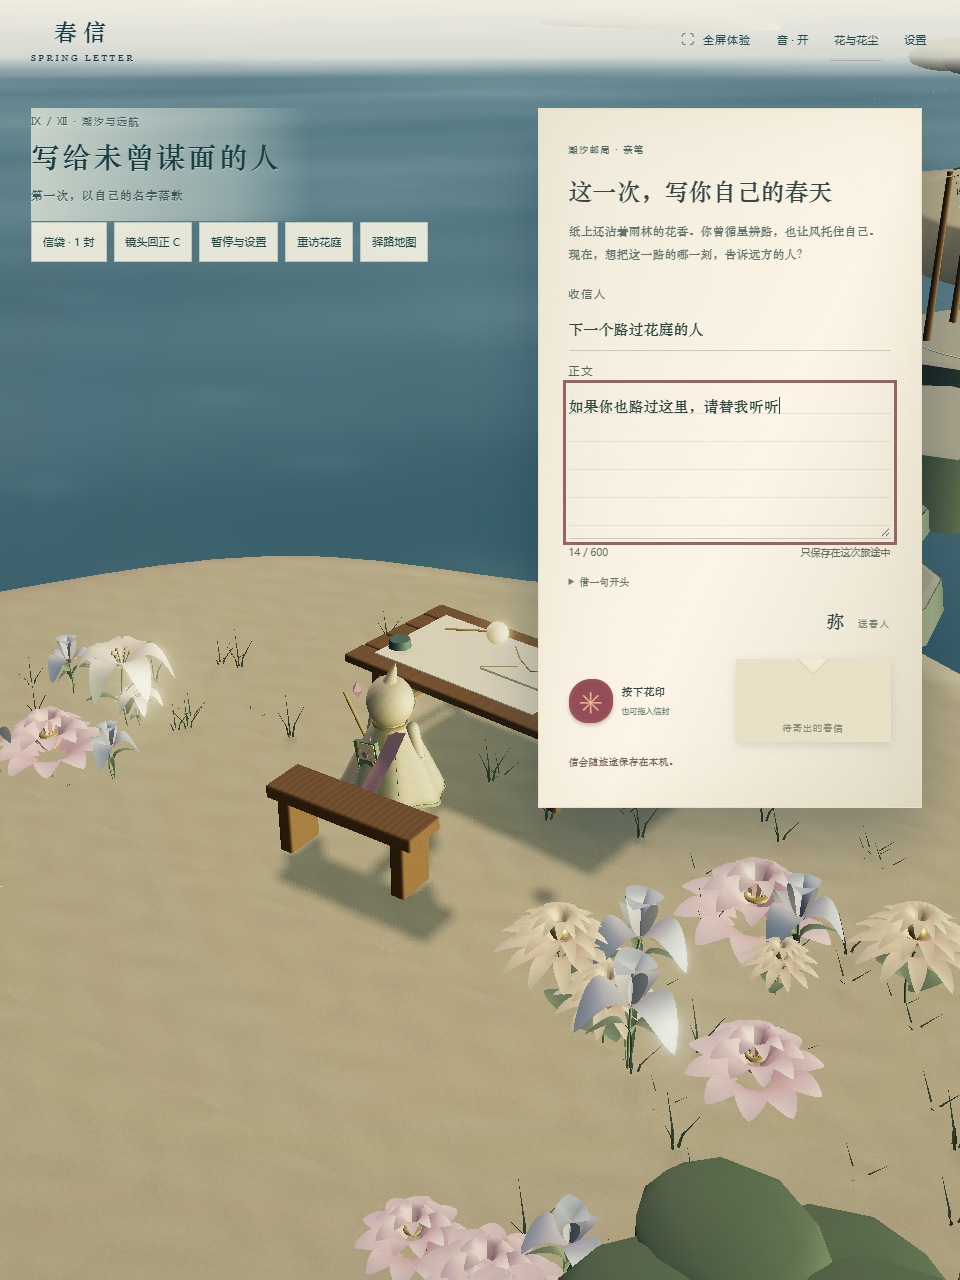 春信
SPRING LETTER
全屏体验
音 · 开
花与花尘
设置
Ⅸ / Ⅻ · 潮汐与远航
写给未曾谋面的人
第一次，以自己的名字落款
信袋 · 1 封
镜头回正 C
暂停与设置
重访花庭
驿路地图
潮汐邮局 · 亲笔
这一次，写你自己的春天
纸上还沾着雨林的花香。你曾循星辨路，也让风托住自己。
现在，想把这一路的哪一刻，告诉远方的人？
收信人
下一个路过花庭的人
正文
如果你也路过这里，请替我听听
14 / 600
只保存在这次旅途中
▶ 借一句开头
弥 送春人
按下花印
也可拖入信封
待寄出的春信
信会随旅途保存在本机。